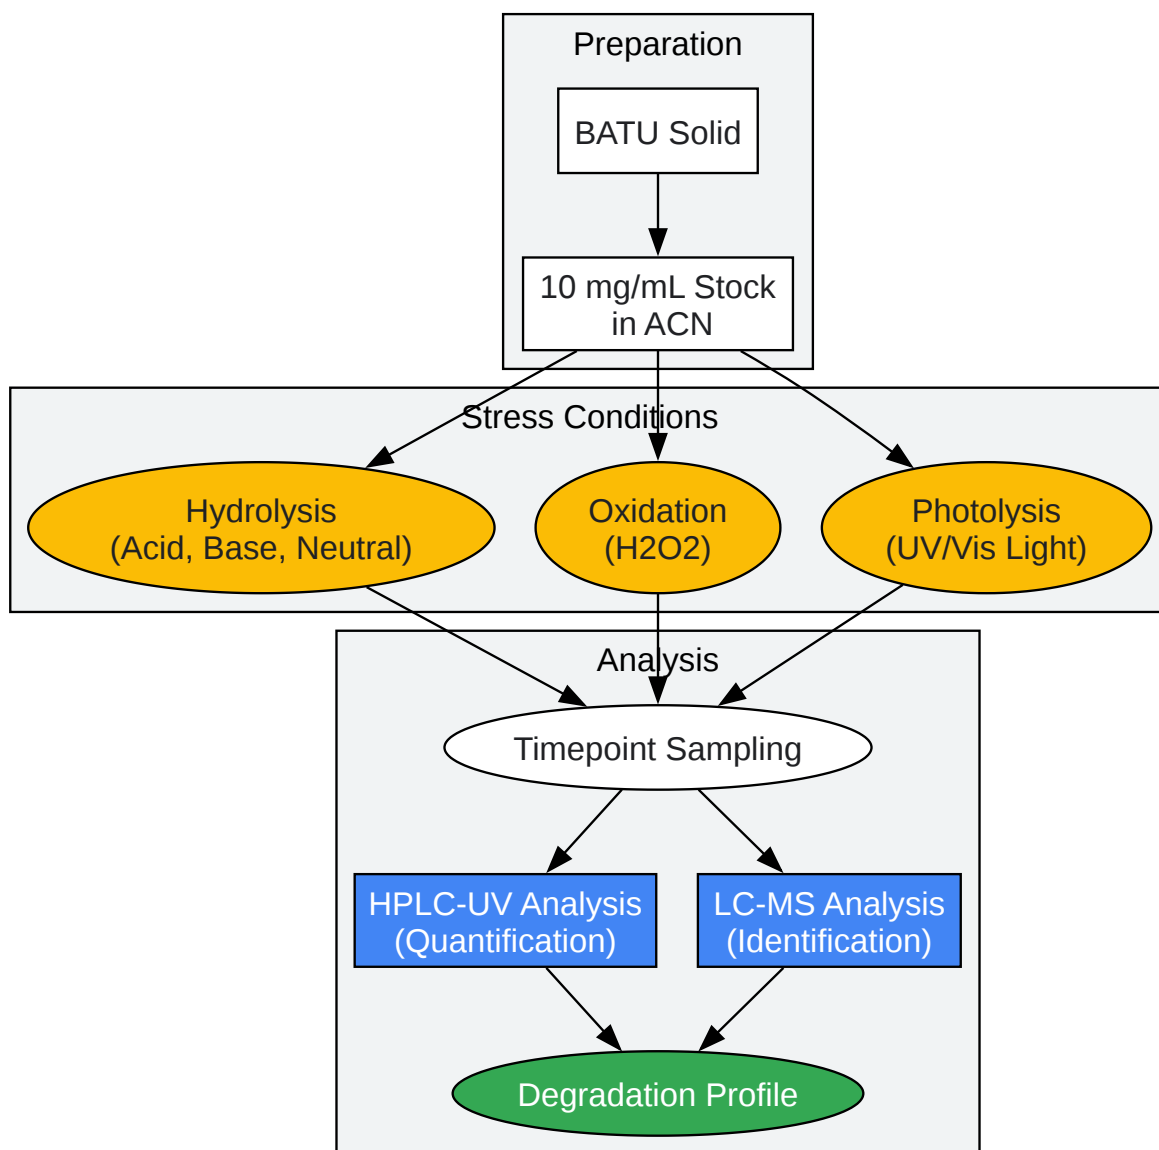 Preparation
BATU Solid
10 mg/mL Stock
in ACN
Stress Conditions
Hydrolysis
(Acid, Base, Neutral)
Oxidation
(H2O2)
Photolysis
(UV/Vis Light)
Analysis
Timepoint Sampling
HPLC-UV Analysis
(Quantification)
LC-MS Analysis
(Identification)
Degradation Profile